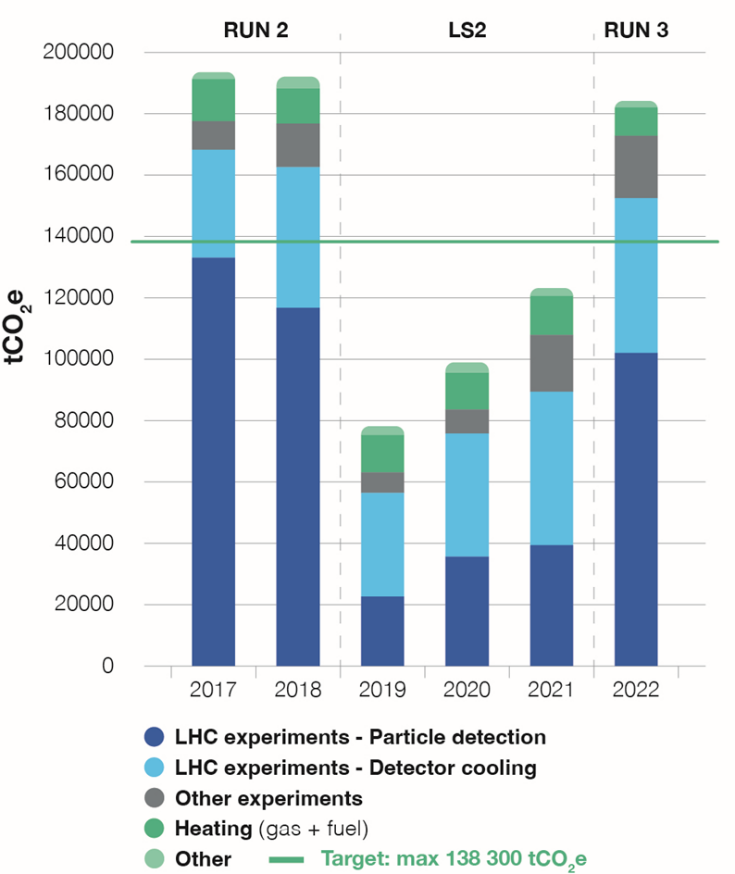 RUN 2 LS2 RUN 3
200000
180000
160000
140000
120000
100000
80000
60000
40000
20000
0
tCO₂e
2017 2018 2019 2020 2021 2022
LHC experiments - Particle detection
LHC experiments - Detector cooling
Other experiments
Heating (gas + fuel)
Other Target: max 138 300 tCO₂e